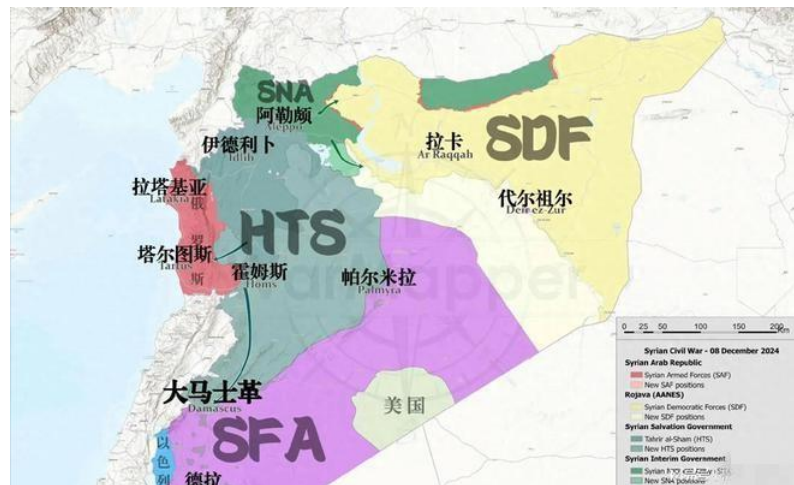 SNA
阿勒颇
Aleppo
伊德利卜
Idlib
拉卡
Ar Raqqah
SDF
拉塔基亚
Latakia
俄罗斯
代尔祖尔
Deir ez-Zur
HTS
塔尔图斯
Tartus
霍姆斯
Homs
帕尔米拉
Palmyra
大马士革
Damascus
美国
SFA
以色列
德拉
0 25 50 100 150 200
Km
Syrian Civil War - 08 December 2024
Syrian Arab Republic
Syrian Armed Forces (SAF)
New SAF positions
Rojava (AANES)
Syrian Democratic Forces (SDF)
New SDF positions
Syrian Salvation Government
Tahrir al-Sham (HTS)
New HTS positions
Syrian Interim Government
New SNA positions